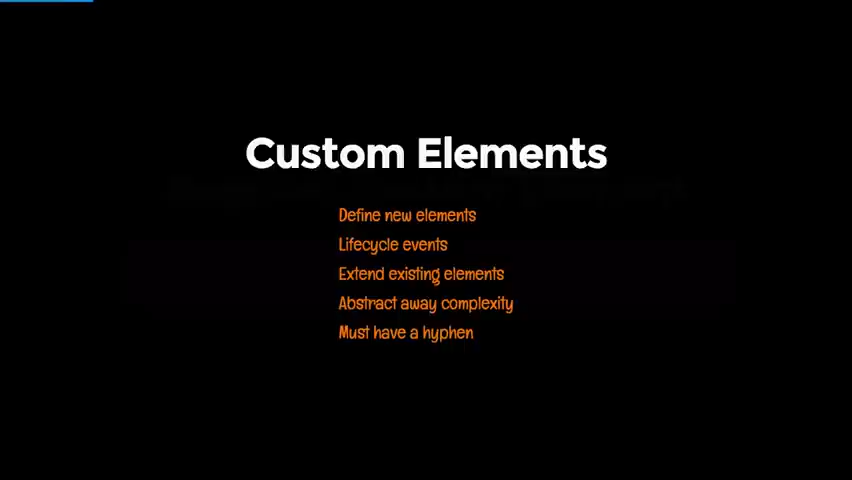 Custom Elements
Define new elements
Lifecycle events
Extend existing elements
Abstract away complexity
Must have a hyphen